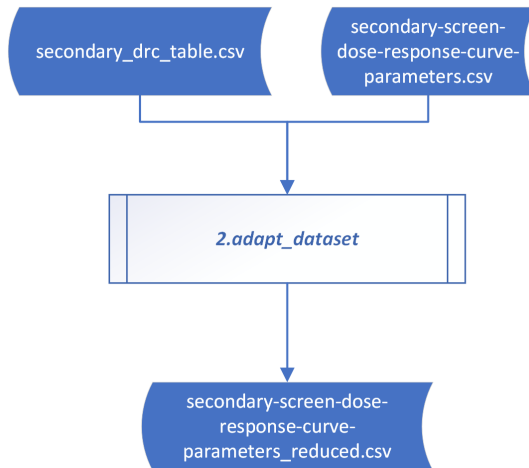 secondary_drc_table.csv
secondary-screen-
dose-response-curve-
parameters.csv
2.adapt_dataset
secondary-screen-dose-
response-curve-
parameters_reduced.csv